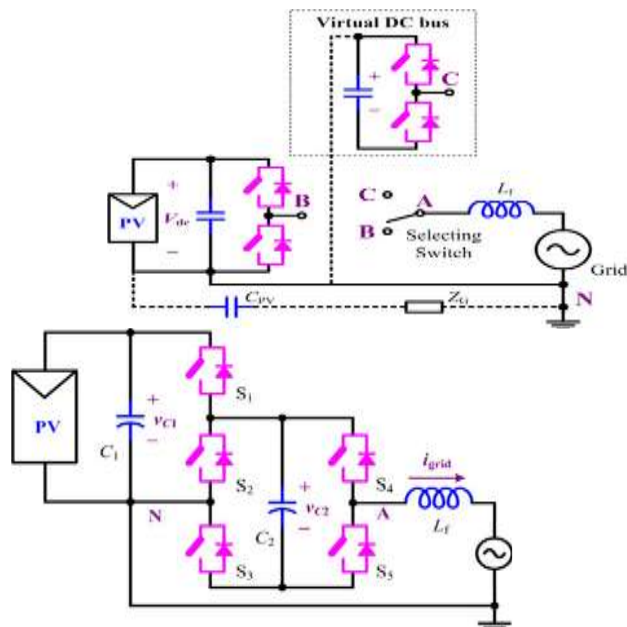 Virtual DC bus
+
−
C
C
A
L_f
B
Selecting
Switch
+
PV
V_dc
−
B
Grid
C_PV
Z_G
N
+
PV
v_C1
−
C_1
S_1
S_2
N
+
v_C2
−
C_2
S_3
S_4
A
S_5
i_grid
L_f